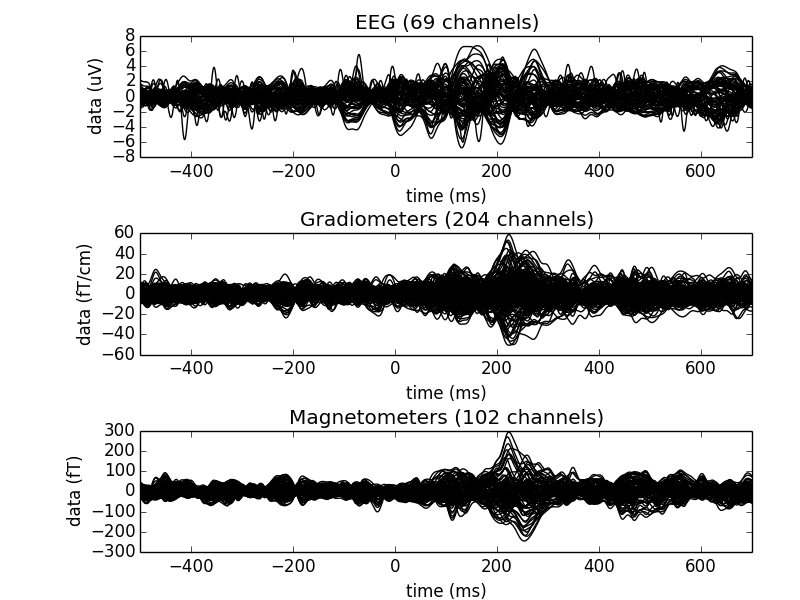 EEG (69 channels)
8
6
4
2
0
−2
−4
−6
−8
data (uV)
−400 −200 0 200 400 600
time (ms)
Gradiometers (204 channels)
60
40
20
0
−20
−40
−60
data (fT/cm)
−400 −200 0 200 400 600
time (ms)
Magnetometers (102 channels)
300
200
100
0
−100
−200
−300
data (fT)
−400 −200 0 200 400 600
time (ms)